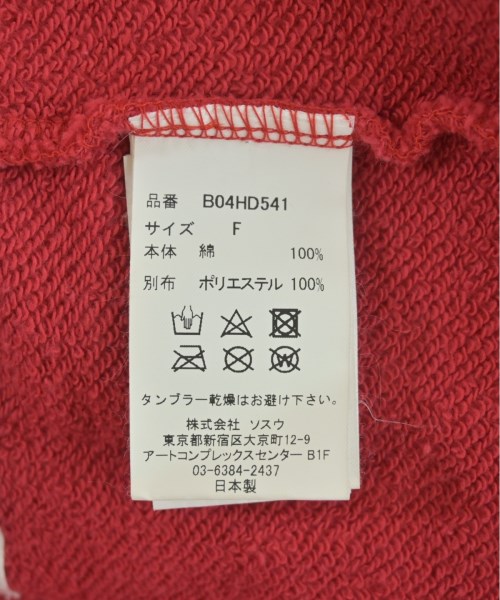 品番 B04HD541
サイズ F
本体 綿 100%
別布 ポリエステル 100%
タンブラー乾燥はお避け下さい。
株式会社 ソスウ
東京都新宿区大京町12-9
アートコンプレックスセンター B1F
03-6384-2437
日本製